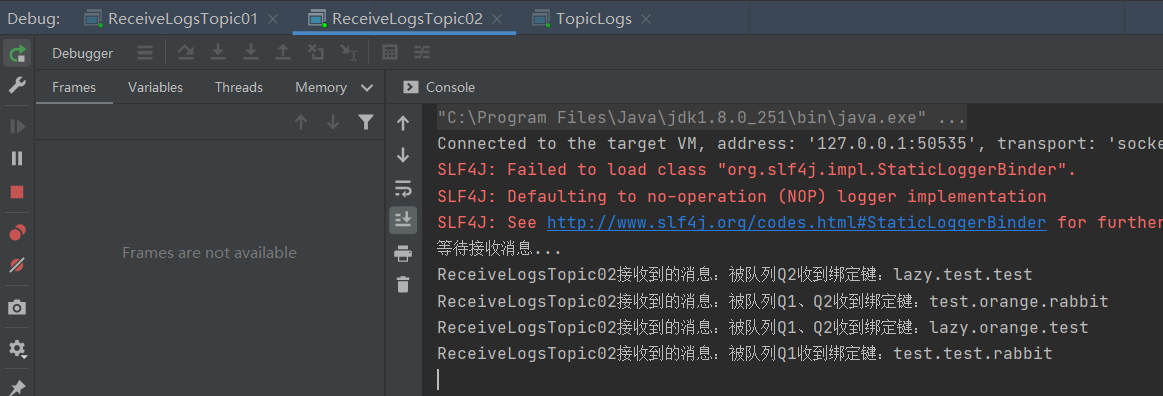 Debug: ReceiveLogsTopic01 ReceiveLogsTopic02 TopicLogs
Debugger
Frames Variables Threads Memory Console
"C:\Program Files\Java\jdk1.8.0_251\bin\java.exe" ...
Connected to the target VM, address: '127.0.0.1:50535', transport: 'socke
SLF4J: Failed to load class "org.slf4j.impl.StaticLoggerBinder".
SLF4J: Defaulting to no-operation (NOP) logger implementation
SLF4J: See http://www.slf4j.org/codes.html#StaticLoggerBinder for further
等待接收消息...
Frames are not available
ReceiveLogsTopic02接收到的消息：被队列Q2收到绑定键：lazy.test.test
ReceiveLogsTopic02接收到的消息：被队列Q1、Q2收到绑定键：test.orange.rabbit
ReceiveLogsTopic02接收到的消息：被队列Q1、Q2收到绑定键：lazy.orange.test
ReceiveLogsTopic02接收到的消息：被队列Q1收到绑定键：test.test.rabbit